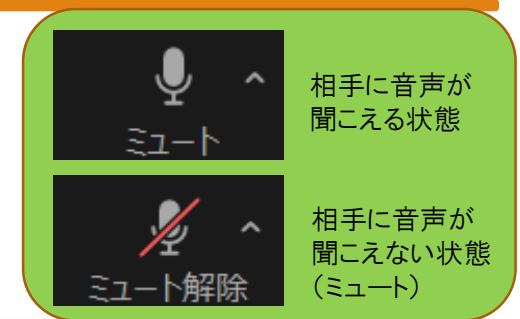 ミュート
相手に音声が
聞こえる状態
ミュート解除
相手に音声が
聞こえない状態
（ミュート）